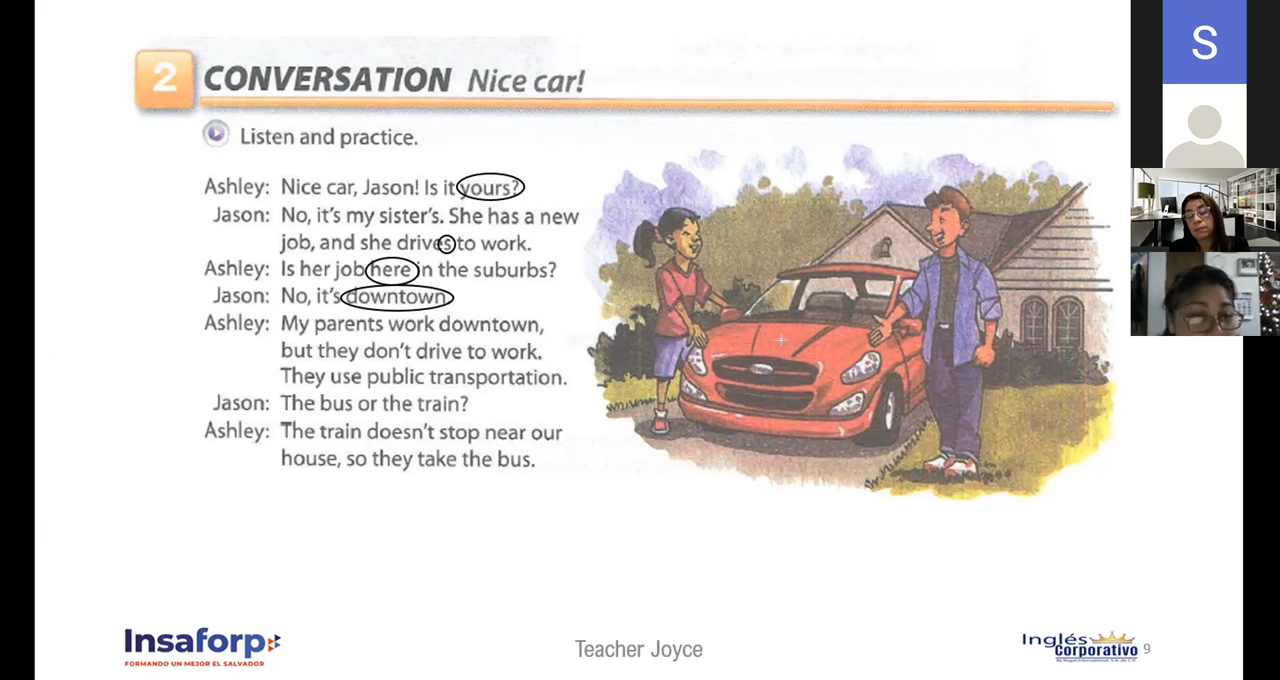 2 CONVERSATION Nice car!
Listen and practice.
Ashley: Nice car, Jason! Is it yours?
Jason: No, it's my sister's. She has a new
job, and she drives to work.
Ashley: Is her job here in the suburbs?
Jason: No, it's downtown.
Ashley: My parents work downtown,
but they don't drive to work.
They use public transportation.
Jason: The bus or the train?
Ashley: The train doesn't stop near our
house, so they take the bus.
S
Insaforp
FORMANDO UN MEJOR EL SALVADOR
Teacher Joyce
Inglés
Corporativo
9